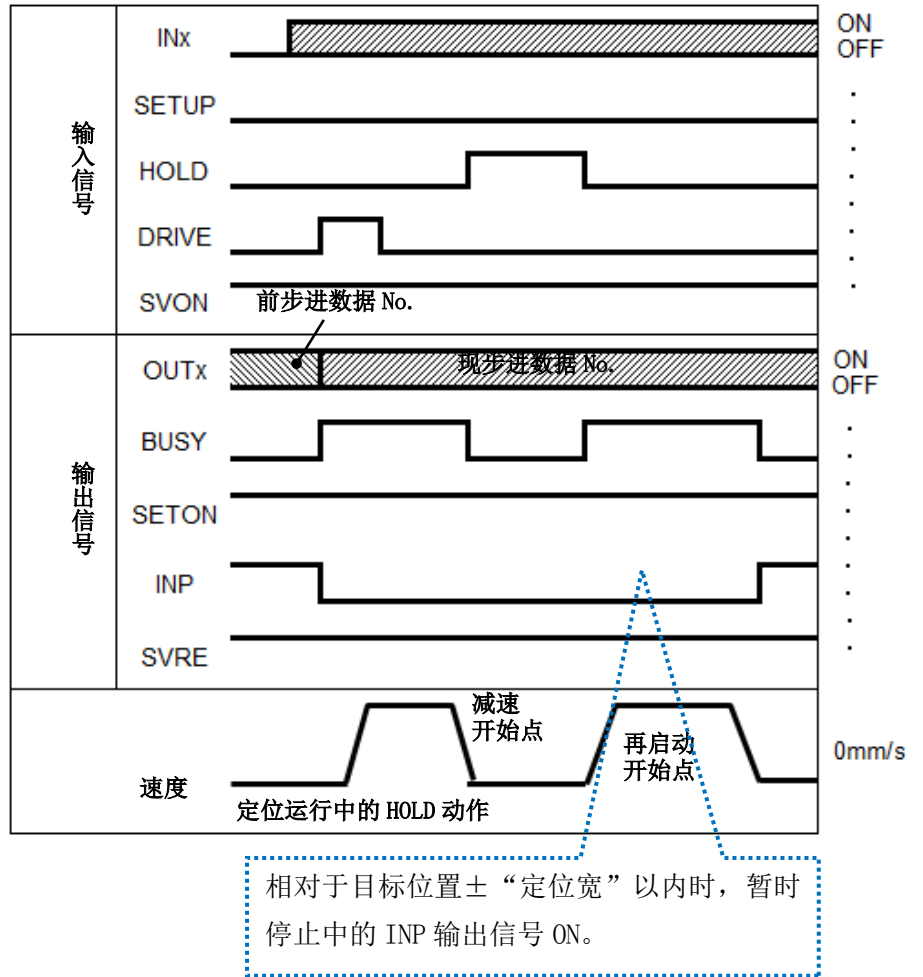 输入信号
INx
ON
OFF
SETUP
HOLD
DRIVE
SVON
前步进数据 No.
输出信号
OUTx
现步进数据 No.
ON
OFF
BUSY
SETON
INP
SVRE
速度
减速
开始点
再启动
开始点
0mm/s
定位运行中的 HOLD 动作
相对于目标位置±“定位宽”以内时，暂时
停止中的 INP 输出信号 ON。